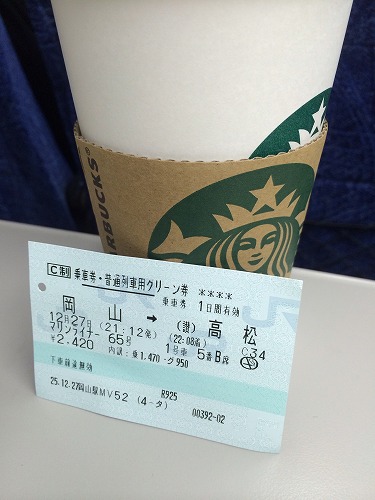 STARBUCKS®
C制 乗車券・普通列車用グリーン券
乗車券 1日間有効
岡山 → (讃)高松
12月27日 (21:12発) (22:08着) C34
マリンライナー 65号 1号車 5番B席
¥2,420 内訳:乗1,470・グ950
下車前途無効
R925
25.12.27岡山駅MV52 (4-タ) 00392-02